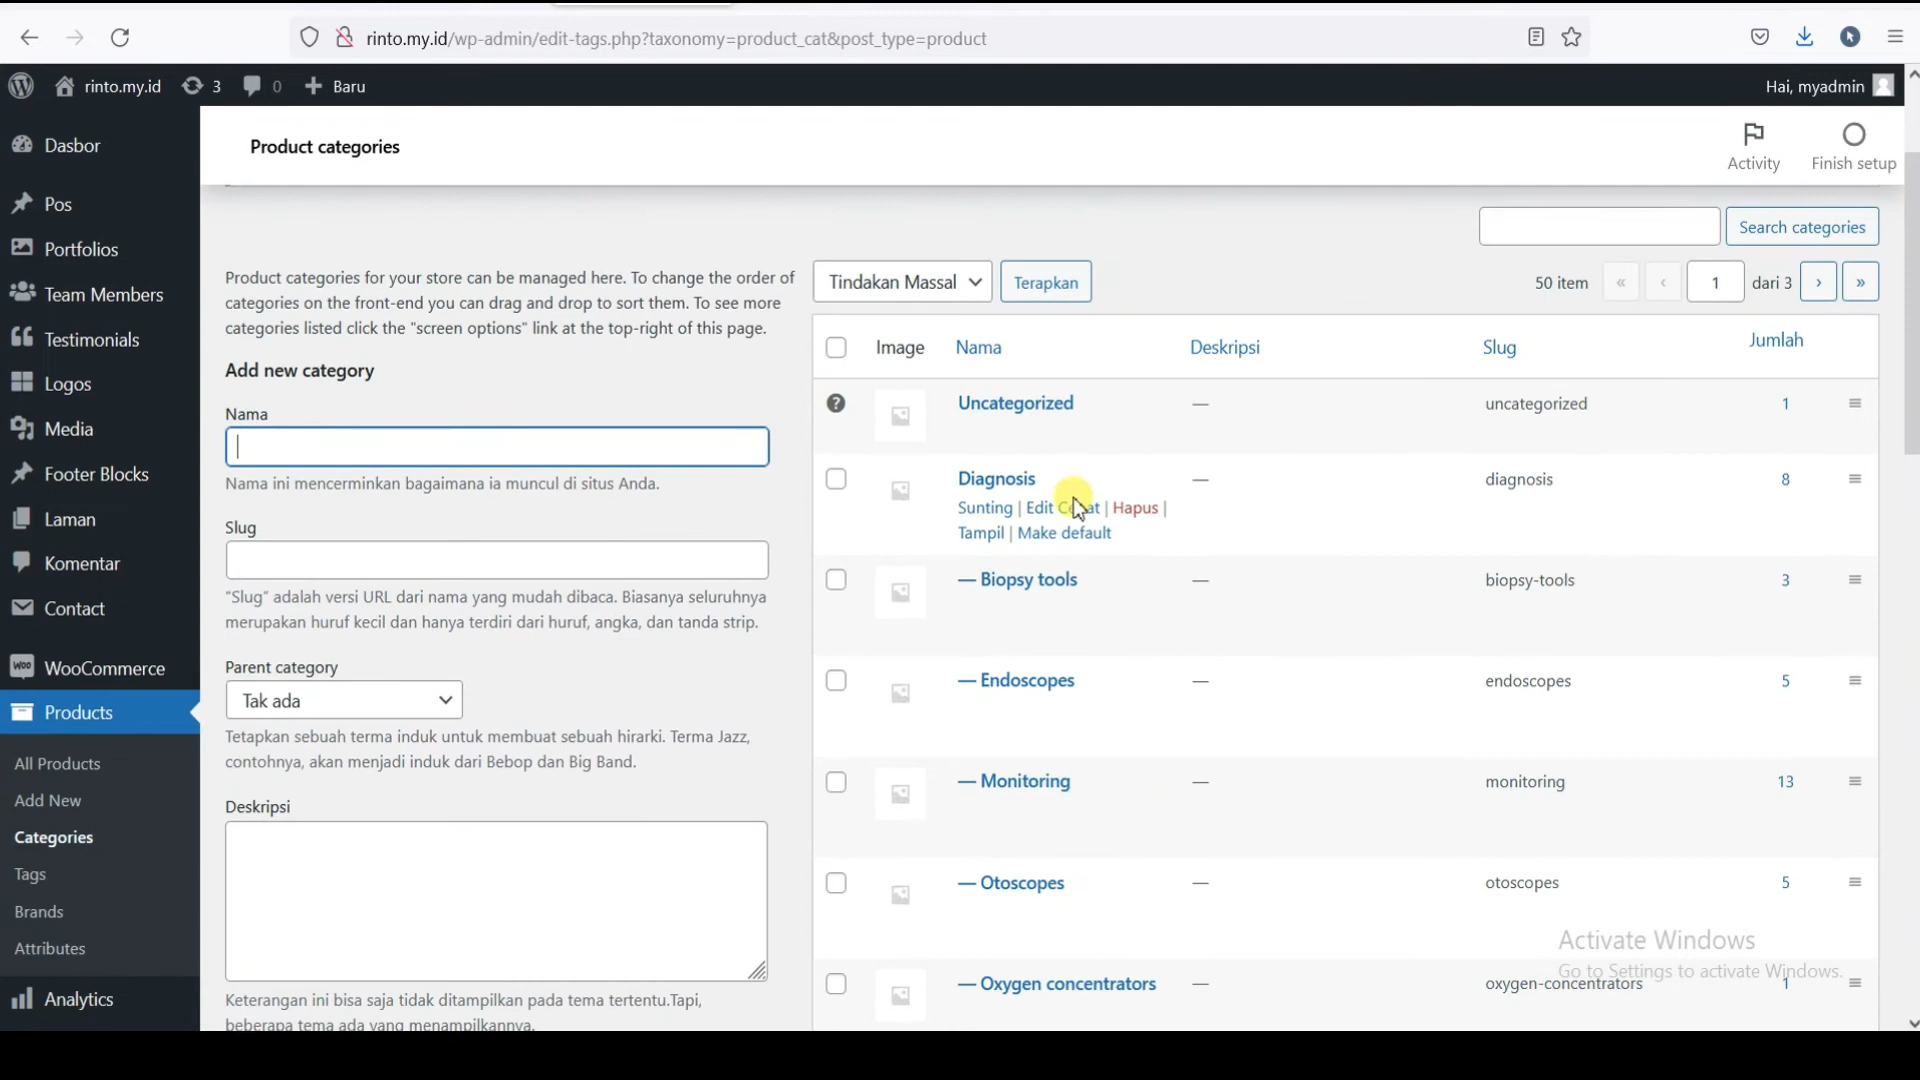 rinto.my.id/wp-admin/edit-tags.php?taxonomy=product_cat&post_type=product
rinto.my.id
3
0
Baru
Hai, myadmin
Dasbor
Pos
Portfolios
Team Members
Testimonials
Logos
Media
Footer Blocks
Laman
Komentar
Contact
WooCommerce
Products
All Products
Add New
Categories
Tags
Brands
Attributes
Analytics
Product categories
Activity
Finish setup
Search categories
Product categories for your store can be managed here. To change the order of
categories on the front-end you can drag and drop to sort them. To see more
categories listed click the "screen options" link at the top-right of this page.
Add new category
Nama
Nama ini mencerminkan bagaimana ia muncul di situs Anda.
Slug
"Slug" adalah versi URL dari nama yang mudah dibaca. Biasanya seluruhnya
merupakan huruf kecil dan hanya terdiri dari huruf, angka, dan tanda strip.
Parent category
Tak ada
Tetapkan sebuah terma induk untuk membuat sebuah hirarki. Terma Jazz,
contohnya, akan menjadi induk dari Bebop dan Big Band.
Deskripsi
Keterangan ini bisa saja tidak ditampilkan pada tema tertentu.Tapi,
beberapa tema ada yang menampilkannya.
Tindakan Massal
Terapkan
50 item « ‹ 1 dari 3 › »
Image Nama Deskripsi Slug Jumlah
Uncategorized — uncategorized 1
Diagnosis — diagnosis 8
Sunting | Edit Cepat | Hapus |
Tampil | Make default
— Biopsy tools — biopsy-tools 3
— Endoscopes — endoscopes 5
— Monitoring — monitoring 13
— Otoscopes — otoscopes 5
— Oxygen concentrators — oxygen-concentrators 1
Activate Windows
Go to Settings to activate Windows.